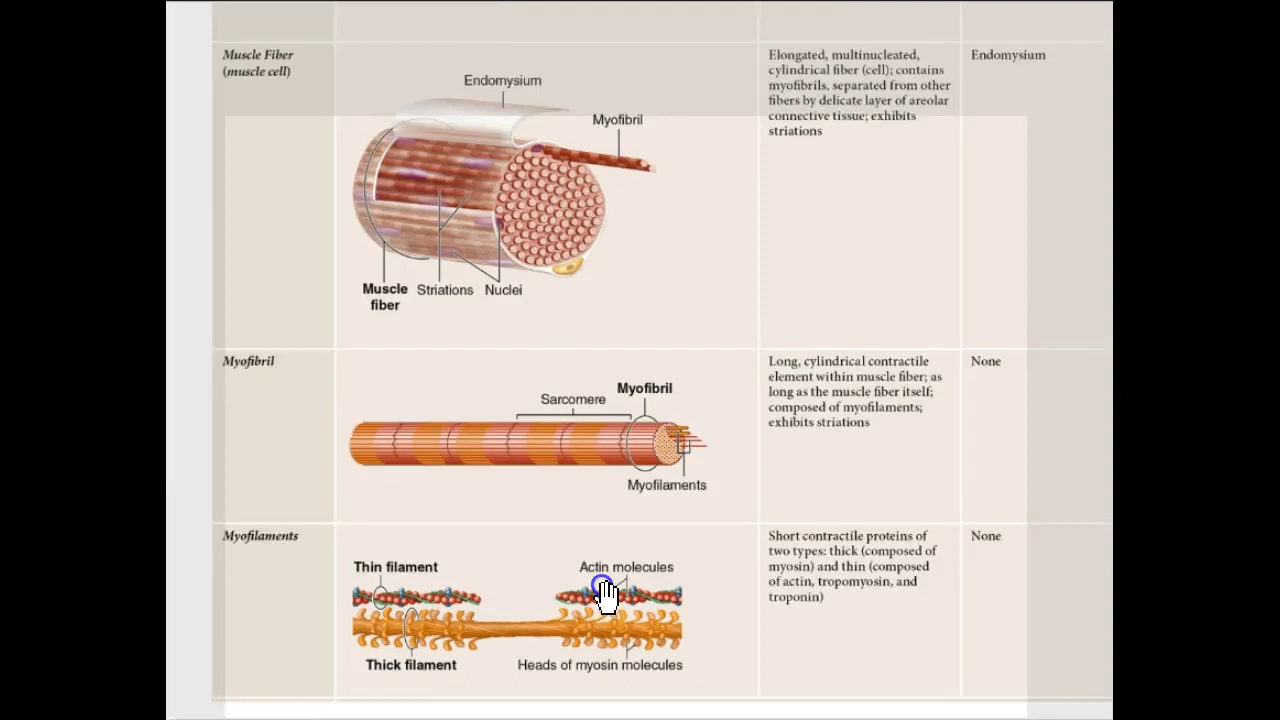 Muscle Fiber
(muscle cell)
Endomysium
Myofibril
Muscle
fiber
Striations
Nuclei
Elongated, multinucleated,
cylindrical fiber (cell); contains
myofibrils, separated from other
fibers by delicate layer of areolar
connective tissue; exhibits
striations
Endomysium
Myofibril
Myofibril
Sarcomere
Myofilaments
Long, cylindrical contractile
element within muscle fiber; as
long as the muscle fiber itself;
composed of myofilaments;
exhibits striations
None
Myofilaments
Thin filament
Actin molecules
Thick filament
Heads of myosin molecules
Short contractile proteins of
two types: thick (composed of
myosin) and thin (composed
of actin, tropomyosin, and
troponin)
None